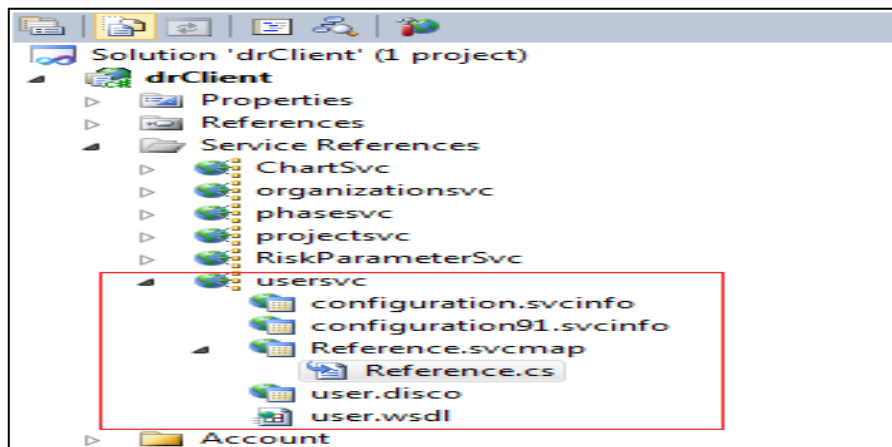 Solution 'drClient' (1 project)
drClient
Properties
References
Service References
ChartSvc
organizationsvc
phasesvc
projectsvc
RiskParameterSvc
usersvc
configuration.svcinfo
configuration91.svcinfo
Reference.svcmap
Reference.cs
user.disco
user.wsdl
Account